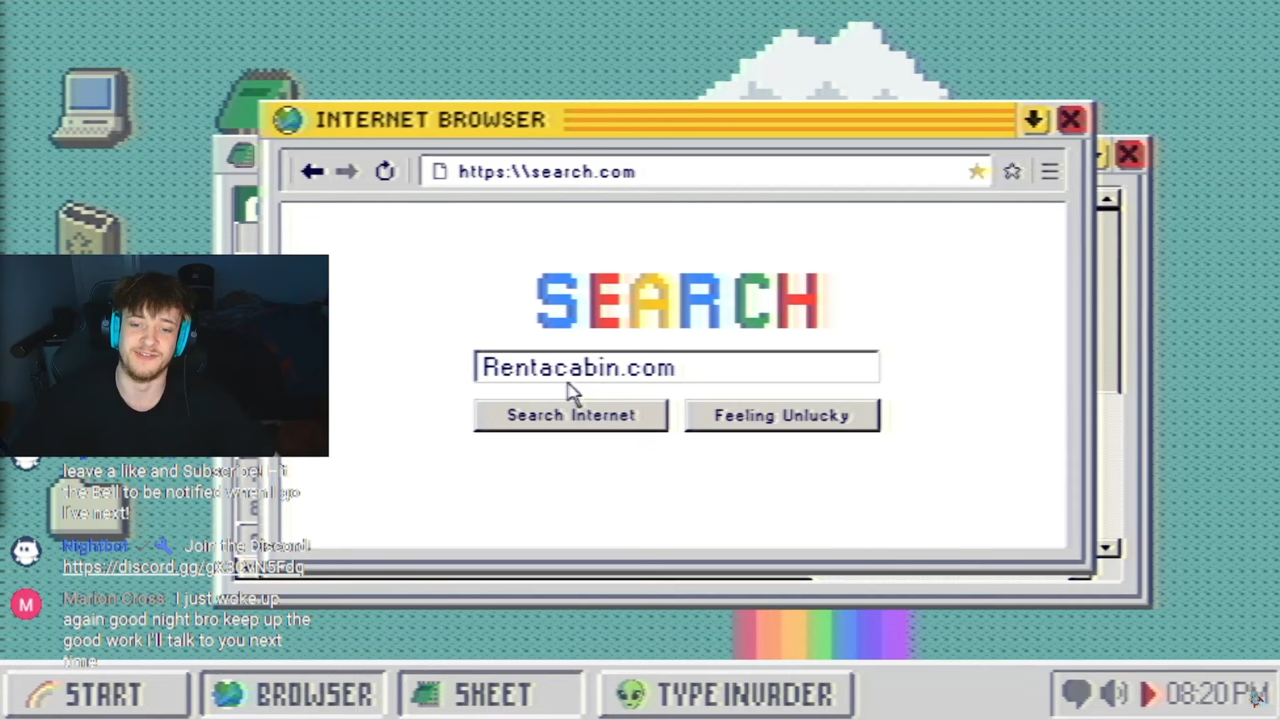 INTERNET BROWSER
https:\\search.com
SEARCH
Rentacabin.com
Search Internet
Feeling Unlucky
leave a like and Subscribe!
the Bell to be notified when I go
next!
Nightbot Join the Discord!
M
Marlon Cross I just woke up
again good night bro keep up the
good work I'll talk to you next
time
START
BROWSER
SHEET
TYPE INVADER
08:20 PM